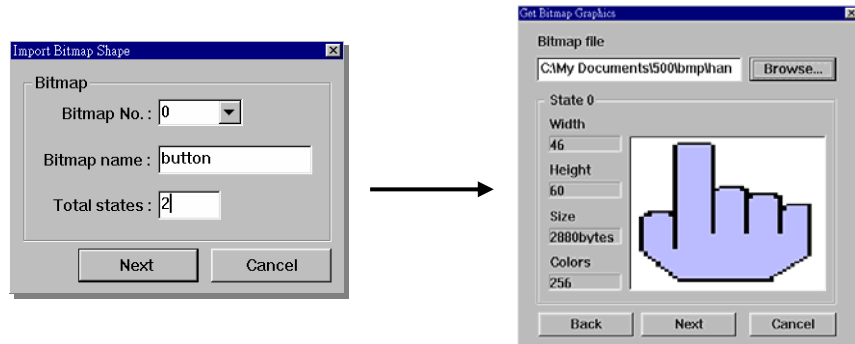 Import Bitmap Shape
Bitmap
Bitmap No. : 0
Bitmap name : button
Total states : 2
Next Cancel
Get Bitmap Graphics
Bitmap file
C:\My Documents\500\bmp\han Browse...
State 0
Width
46
Height
60
Size
2880bytes
Colors
256
Back Next Cancel